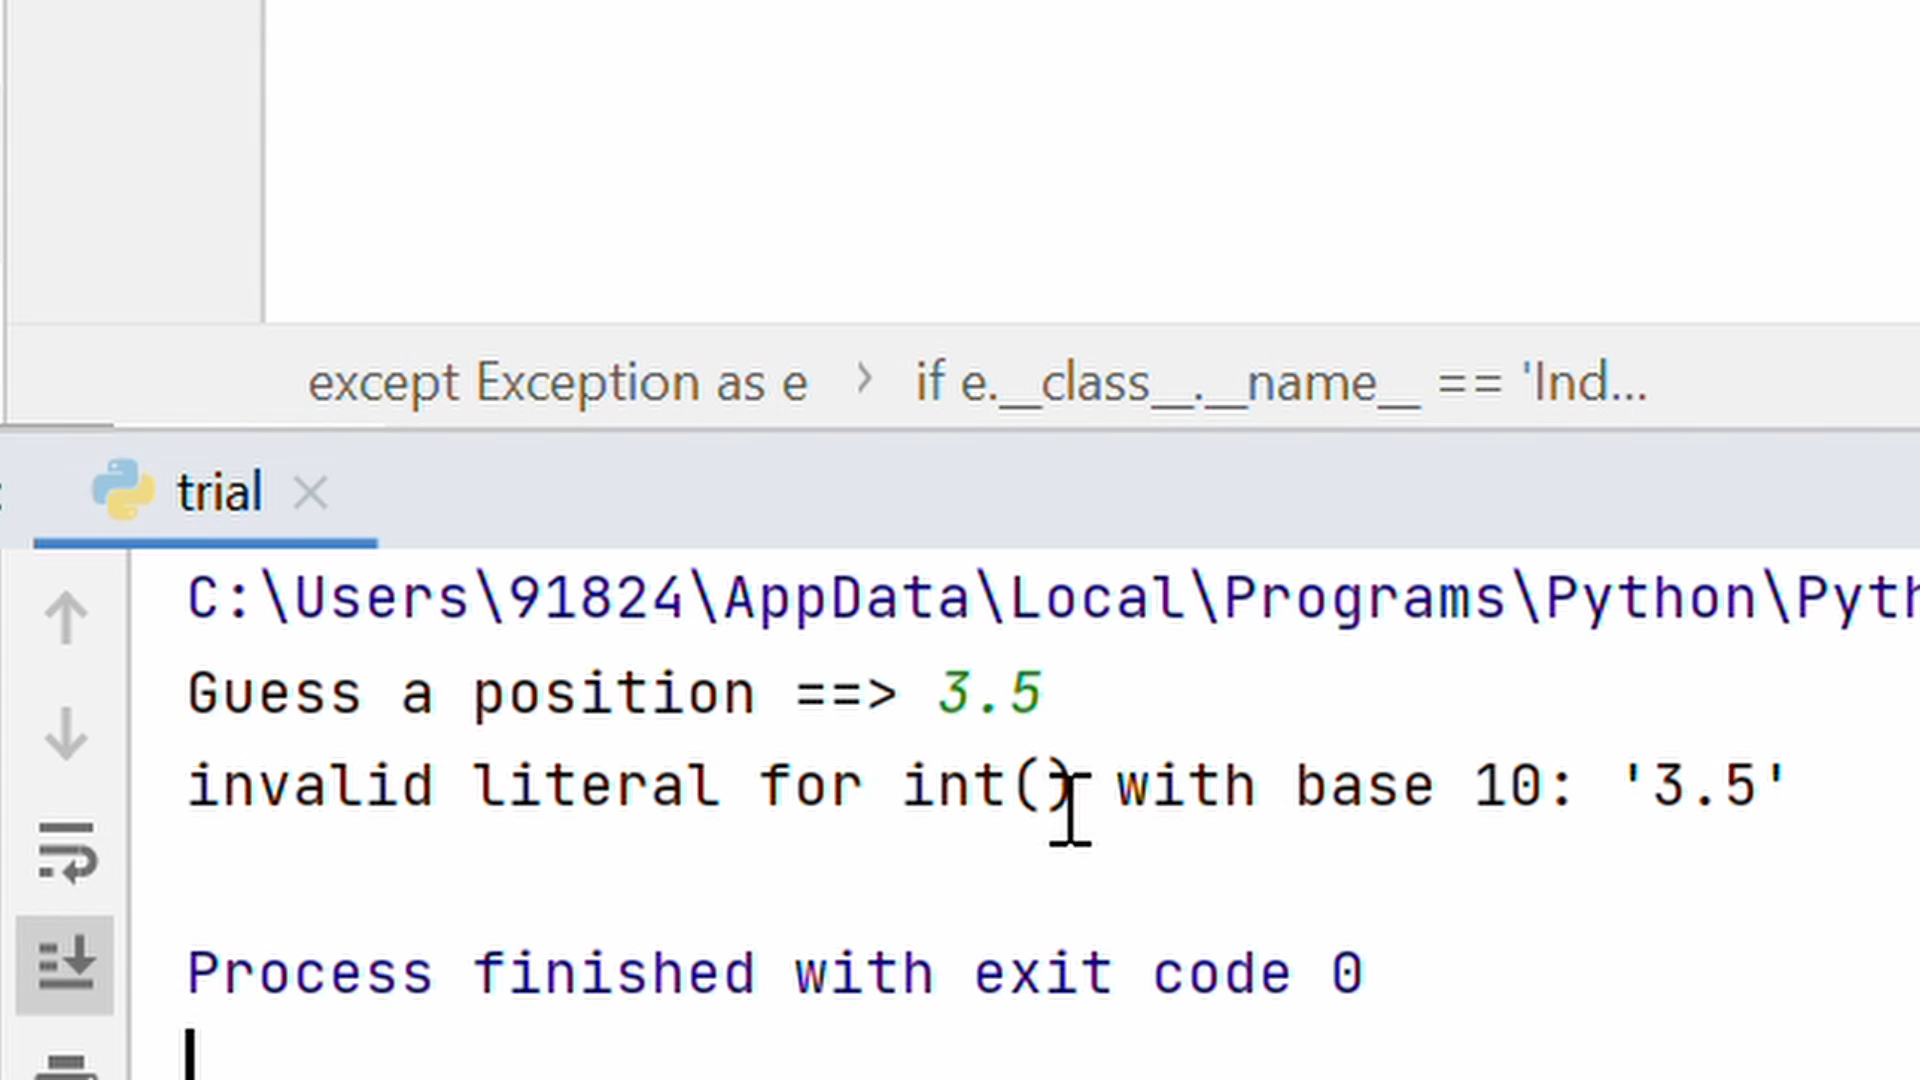 except Exception as e › if e.__class__.__name__ == 'Ind...
trial
C:\Users\91824\AppData\Local\Programs\Python\Pyth
Guess a position ==> 3.5
invalid literal for int() with base 10: '3.5'
Process finished with exit code 0